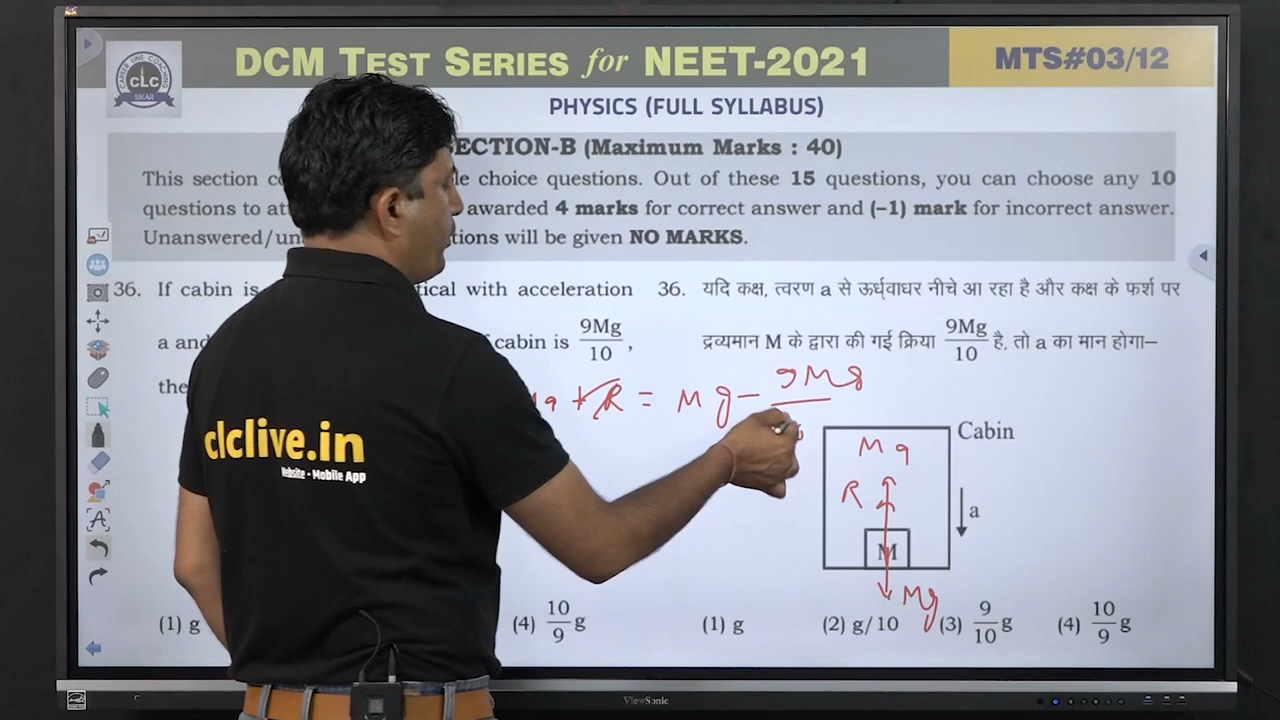 CAREER LINE COACHING
CLC
SIKAR
DCM TEST SERIES for NEET-2021
MTS#03/12
PHYSICS (FULL SYLLABUS)
ECTION-B (Maximum Marks : 40)
This section co le choice questions. Out of these 15 questions, you can choose any 10
questions to at awarded 4 marks for correct answer and (–1) mark for incorrect answer.
Unanswered/un tions will be given NO MARKS.
36. If cabin is tical with acceleration
a and cabin is 9Mg/10 ,
the
36. यदि कक्ष, त्वरण a से ऊर्ध्वाधर नीचे आ रहा है और कक्ष के फर्श पर
द्रव्यमान M के द्वारा की गई क्रिया 9Mg/10 है, तो a का मान होगा–
a + R = Mg – 9Mg
Cabin
Ma
R
a
M
Mg
(1) g
(4) 10/9 g
(1) g (2) g/10 (3) 9/10 g (4) 10/9 g
clclive.in
Website - Mobile App
ViewSonic